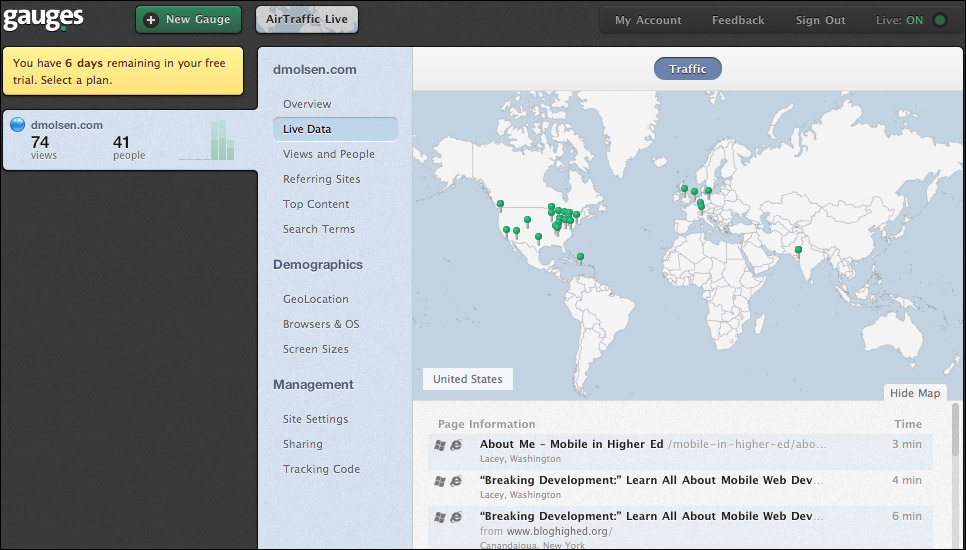 gauges
New Gauge
AirTraffic Live
My Account
Feedback
Sign Out
Live: ON
You have 6 days remaining in your free
trial. Select a plan.
dmolsen.com
74
views
41
people
dmolsen.com
Overview
Live Data
Views and People
Referring Sites
Top Content
Search Terms
Demographics
GeoLocation
Browsers & OS
Screen Sizes
Management
Site Settings
Sharing
Tracking Code
Traffic
United States
Hide Map
Page Information
Time
About Me – Mobile in Higher Ed /mobile-in-higher-ed/abo...
3 min
Lacey, Washington
“Breaking Development:” Learn All About Mobile Web Dev...
4 min
Lacey, Washington
“Breaking Development:” Learn All About Mobile Web Dev...
6 min
from www.bloghighed.org/
Canandaigua, New York